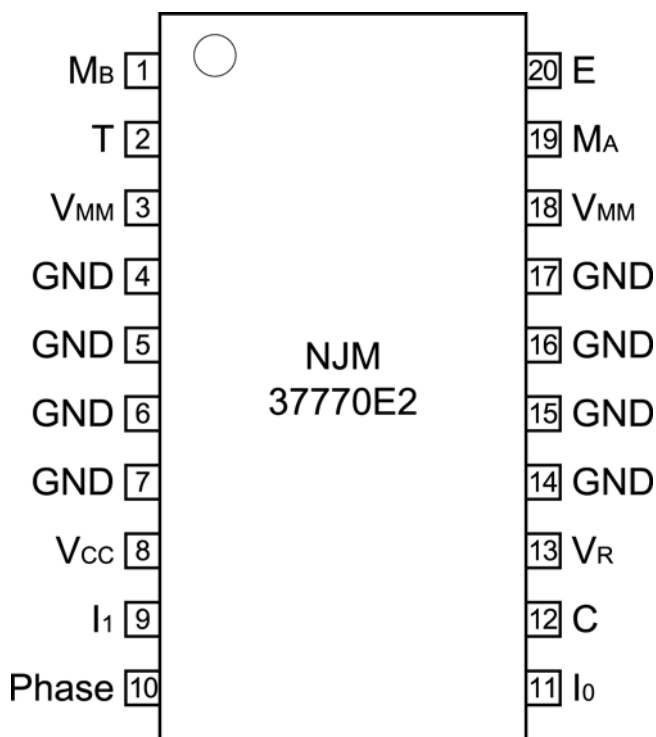 MB 1 20 E
T 2 19 MA
VMM 3 18 VMM
GND 4 17 GND
GND 5 16 GND
NJM
37770E2
GND 6 15 GND
GND 7 14 GND
VCC 8 13 VR
I1 9 12 C
Phase 10 11 I0